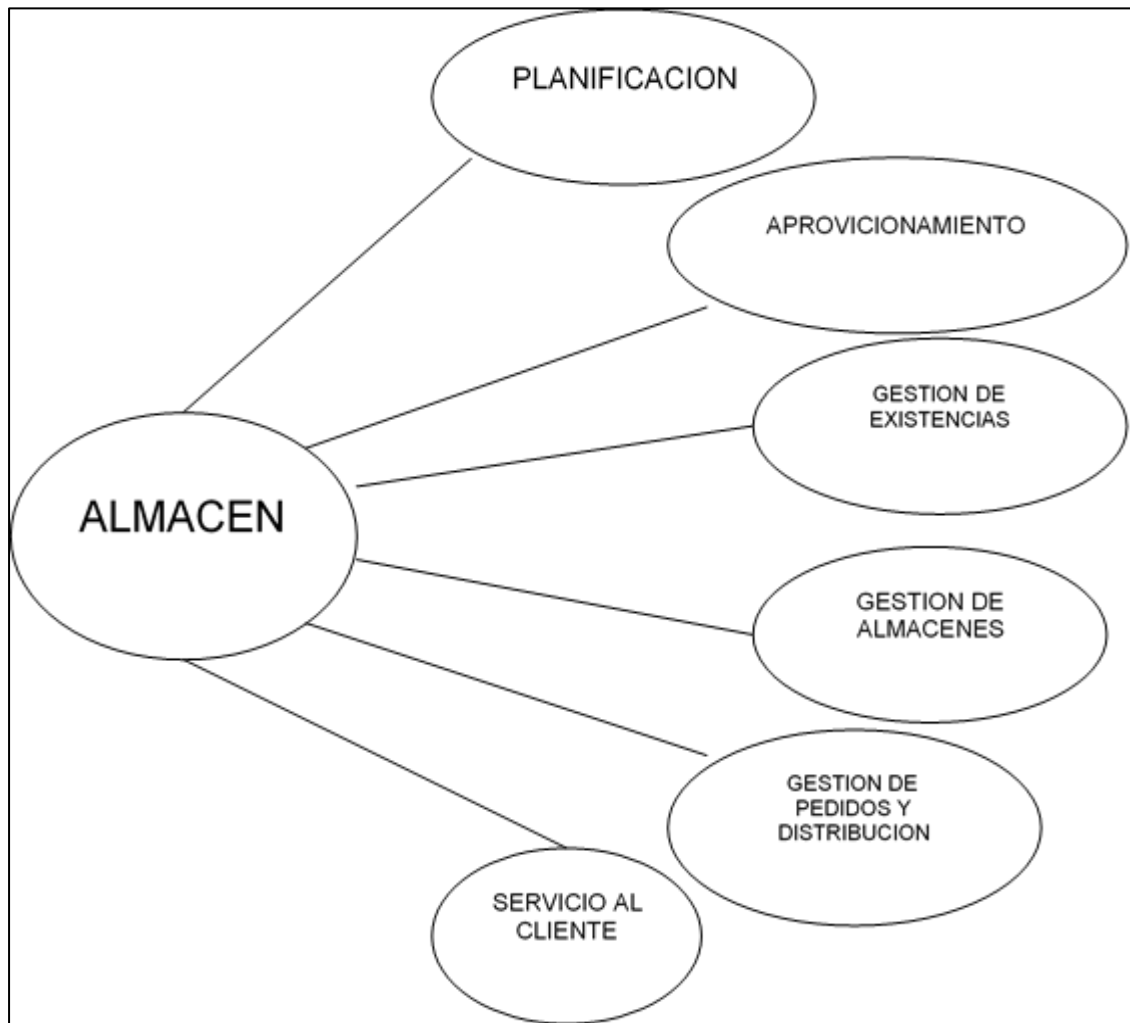 PLANIFICACION
APROVICIONAMIENTO
GESTION DE
EXISTENCIAS
ALMACEN
GESTION DE
ALMACENES
GESTION DE
PEDIDOS Y
DISTRIBUCION
SERVICIO AL
CLIENTE